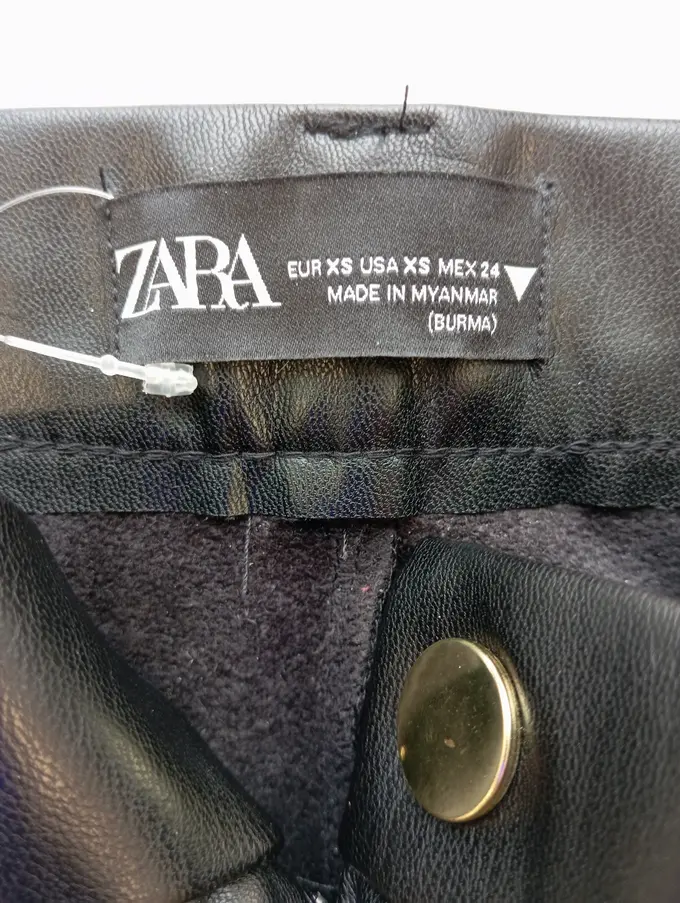 ZARA
EUR XS USA XS MEX 24
MADE IN MYANMAR
(BURMA)